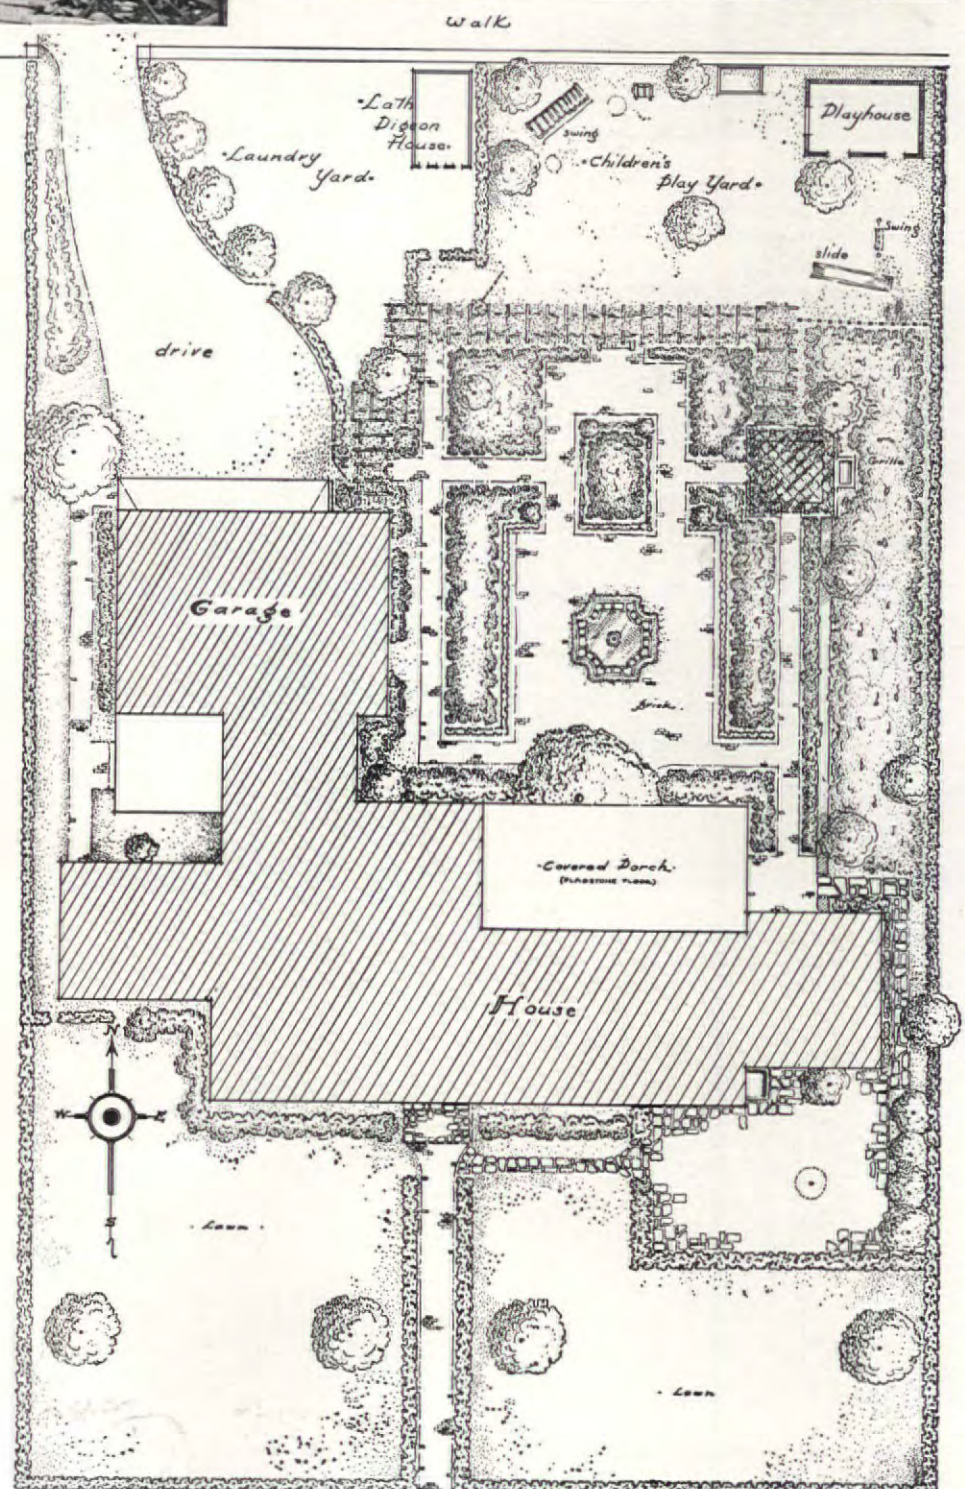 walk
•Lath
Pigeon
House•
•Laundry
Yard•
swing
•Children's
Play Yard•
Playhouse
swing
slide
drive
Grille
Garage
Brick.
•Covered Porch•
(FLAGSTONE FLOOR)
House
N
W E
S
• Lawn •
• Lawn